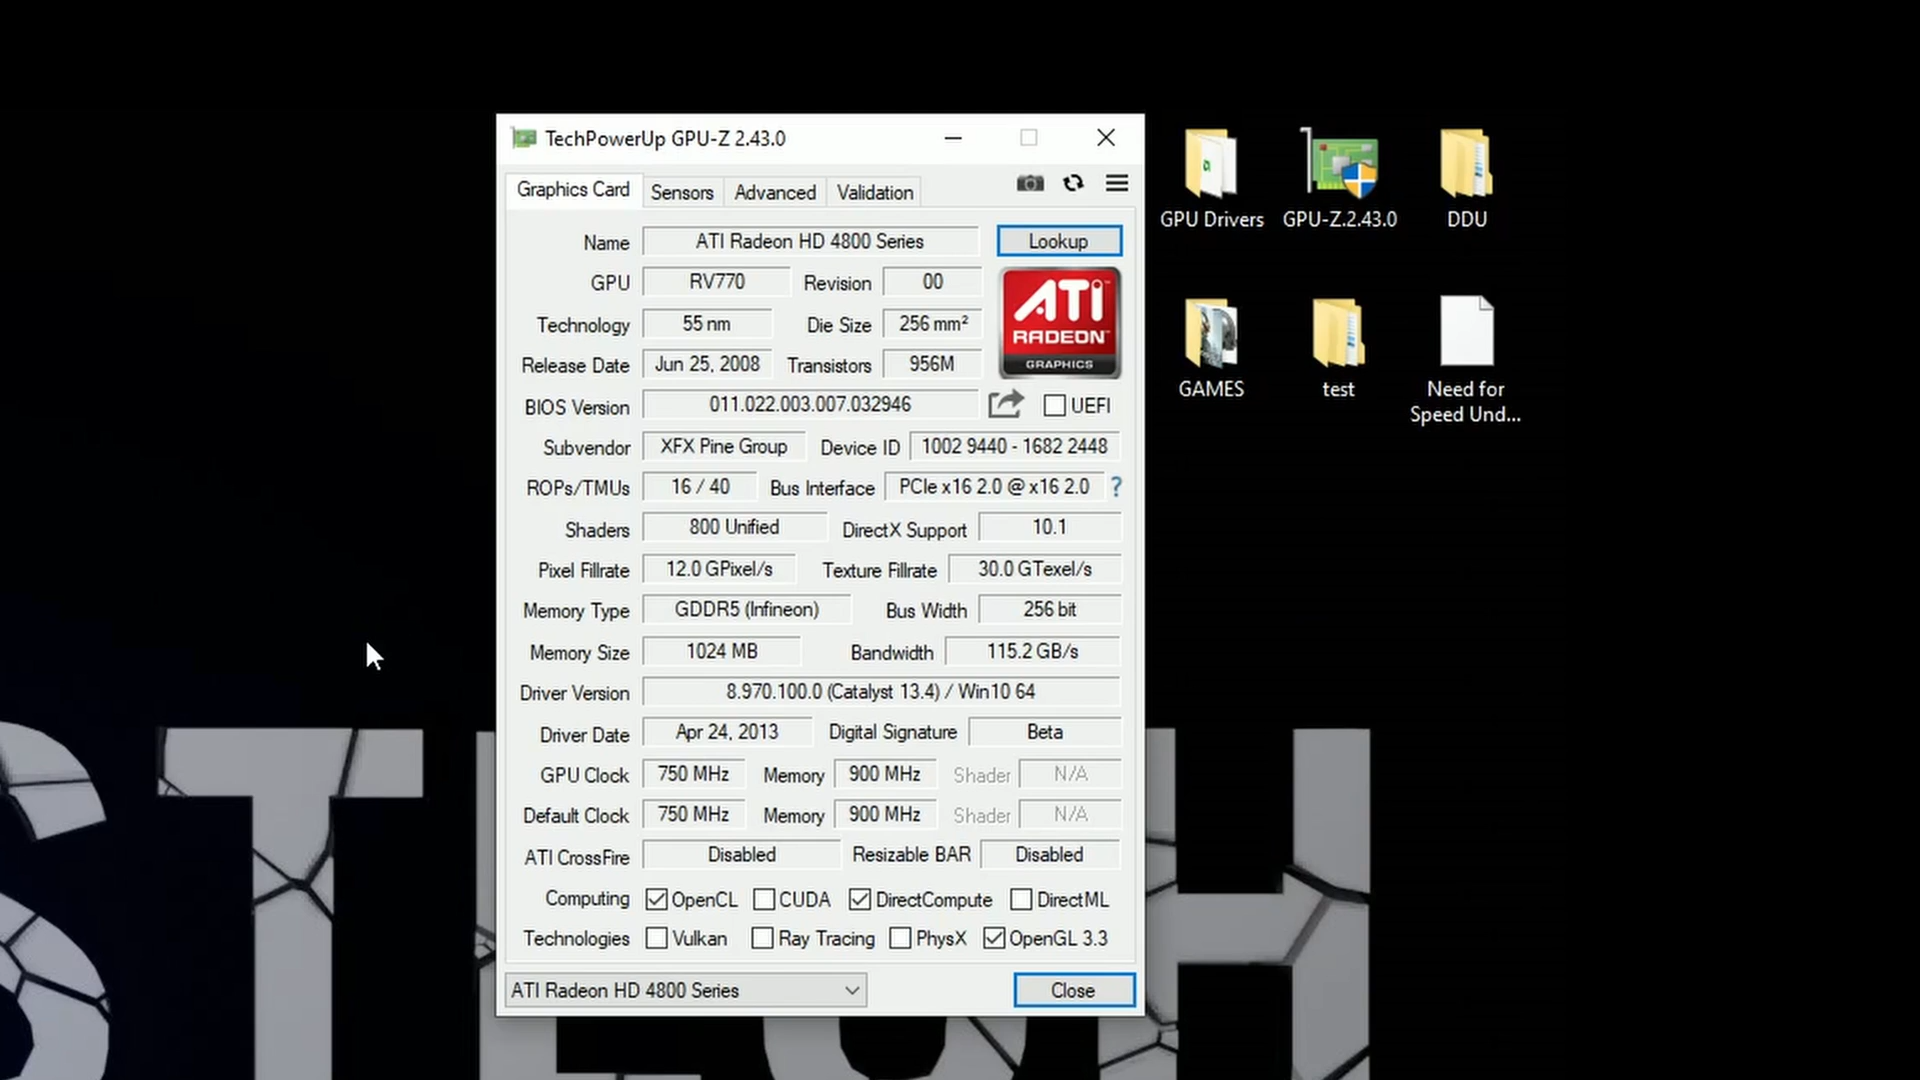 TechPowerUp GPU-Z 2.43.0
Graphics Card Sensors Advanced Validation
Name ATI Radeon HD 4800 Series Lookup
GPU RV770 Revision 00
Technology 55 nm Die Size 256 mm²
Release Date Jun 25, 2008 Transistors 956M
ATI
RADEON
GRAPHICS
BIOS Version 011.022.003.007.032946 UEFI
Subvendor XFX Pine Group Device ID 1002 9440 - 1682 2448
ROPs/TMUs 16 / 40 Bus Interface PCIe x16 2.0 @ x16 2.0 ?
Shaders 800 Unified DirectX Support 10.1
Pixel Fillrate 12.0 GPixel/s Texture Fillrate 30.0 GTexel/s
Memory Type GDDR5 (Infineon) Bus Width 256 bit
Memory Size 1024 MB Bandwidth 115.2 GB/s
Driver Version 8.970.100.0 (Catalyst 13.4) / Win10 64
Driver Date Apr 24, 2013 Digital Signature Beta
GPU Clock 750 MHz Memory 900 MHz Shader N/A
Default Clock 750 MHz Memory 900 MHz Shader N/A
ATI CrossFire Disabled Resizable BAR Disabled
Computing OpenCL CUDA DirectCompute DirectML
Technologies Vulkan Ray Tracing PhysX OpenGL 3.3
ATI Radeon HD 4800 Series Close
GPU Drivers GPU-Z.2.43.0 DDU
GAMES test Need for
Speed Und...